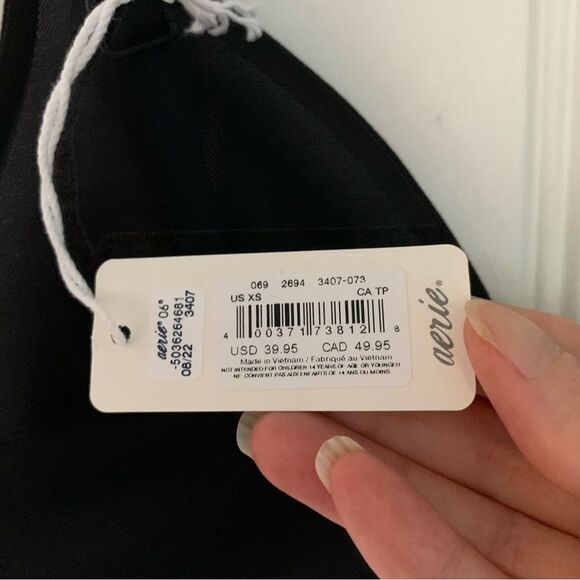 069 2694 3407-073
US XS CA TP
4 00371 73812 8
USD 39.95 CAD 49.95
Made in Vietnam / Fabriqué au Vietnam
NOT INTENDED FOR CHILDREN 14 YEARS OF AGE OR YOUNGER
NE CONVIENT PAS AUX ENFANTS DE 14 ANS OU MOINS
aerie® 06®
3407
-5036264681
08/22
aerie®